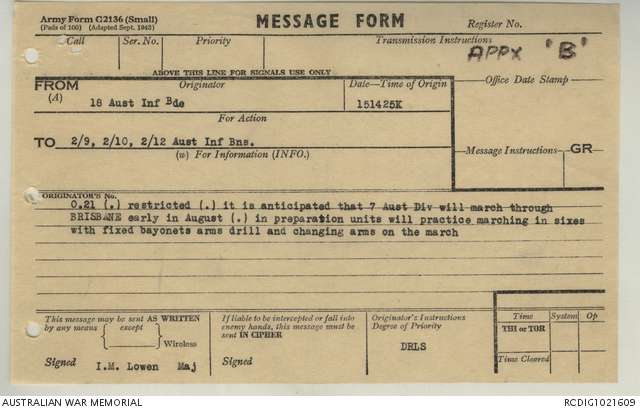 Army Form C2136 (Small)
(Pads of 100) (Adapted Sept. 1943)
MESSAGE FORM
Register No.
Call Ser. No. Priority Transmission Instructions
APPX 'B'
ABOVE THIS LINE FOR SIGNALS USE ONLY
FROM Originator Date—Time of Origin Office Date Stamp
(A) 18 Aust Inf Bde 151425K
For Action
TO 2/9, 2/10, 2/12 Aust Inf Bns.
(w) For Information (INFO.)
Message Instructions GR
ORIGINATOR'S No.
O.21 (.) restricted (.) it is anticipated that 7 Aust Div will march through
BRISBANE early in August (.) in preparation units will practice marching in sixes
with fixed bayonets arms drill and changing arms on the march
This message may be sent AS WRITTEN
by any means except
Wireless
Signed I.M. Lowen Maj
If liable to be intercepted or fall into
enemy hands, this message must be
sent IN CIPHER
Signed
Originator's Instructions
Degree of Priority
DRLS
Time System Op
THI or TOR
Time Cleared
AUSTRALIAN WAR MEMORIAL
RCDIG1021609